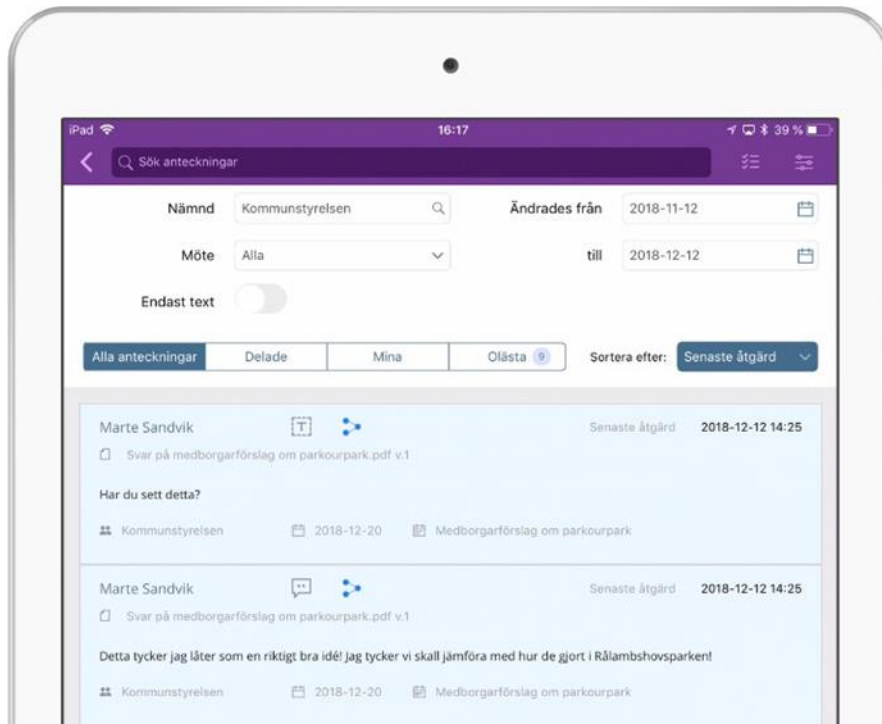 iPad 16:17 39 %
Sök anteckningar
Nämnd Kommunstyrelsen Ändrades från 2018-11-12
Möte Alla till 2018-12-12
Endast text
Alla anteckningar Delade Mina Olästa 9 Sortera efter: Senaste åtgärd
Marte Sandvik T Senaste åtgärd 2018-12-12 14:25
Svar på medborgarförslag om parkourpark.pdf v.1
Har du sett detta?
Kommunstyrelsen 2018-12-20 Medborgarförslag om parkourpark
Marte Sandvik Senaste åtgärd 2018-12-12 14:25
Svar på medborgarförslag om parkourpark.pdf v.1
Detta tycker jag låter som en riktigt bra idé! Jag tycker vi skall jämföra med hur de gjort i Rålambshovsparken!
Kommunstyrelsen 2018-12-20 Medborgarförslag om parkourpark